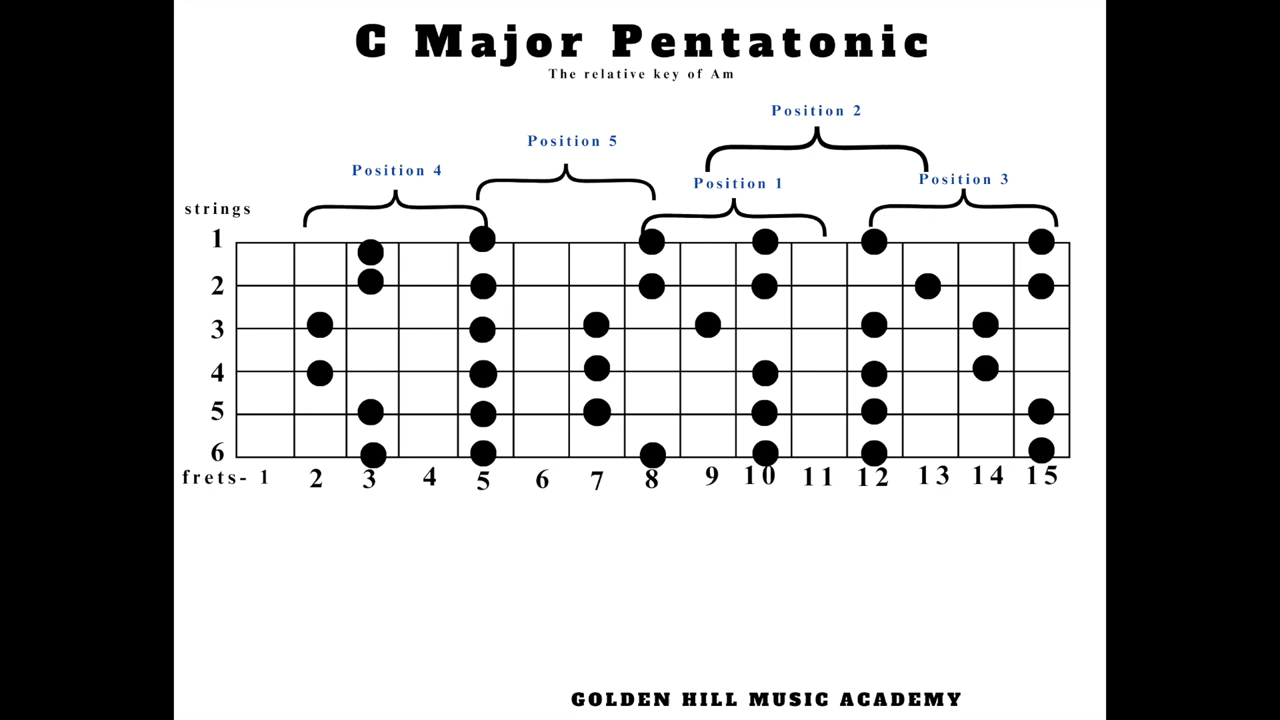 C Major Pentatonic
The relative key of Am
Position 2
Position 5
Position 4
Position 1
Position 3
strings
1
2
3
4
5
6
frets- 1 2 3 4 5 6 7 8 9 10 11 12 13 14 15
GOLDEN HILL MUSIC ACADEMY